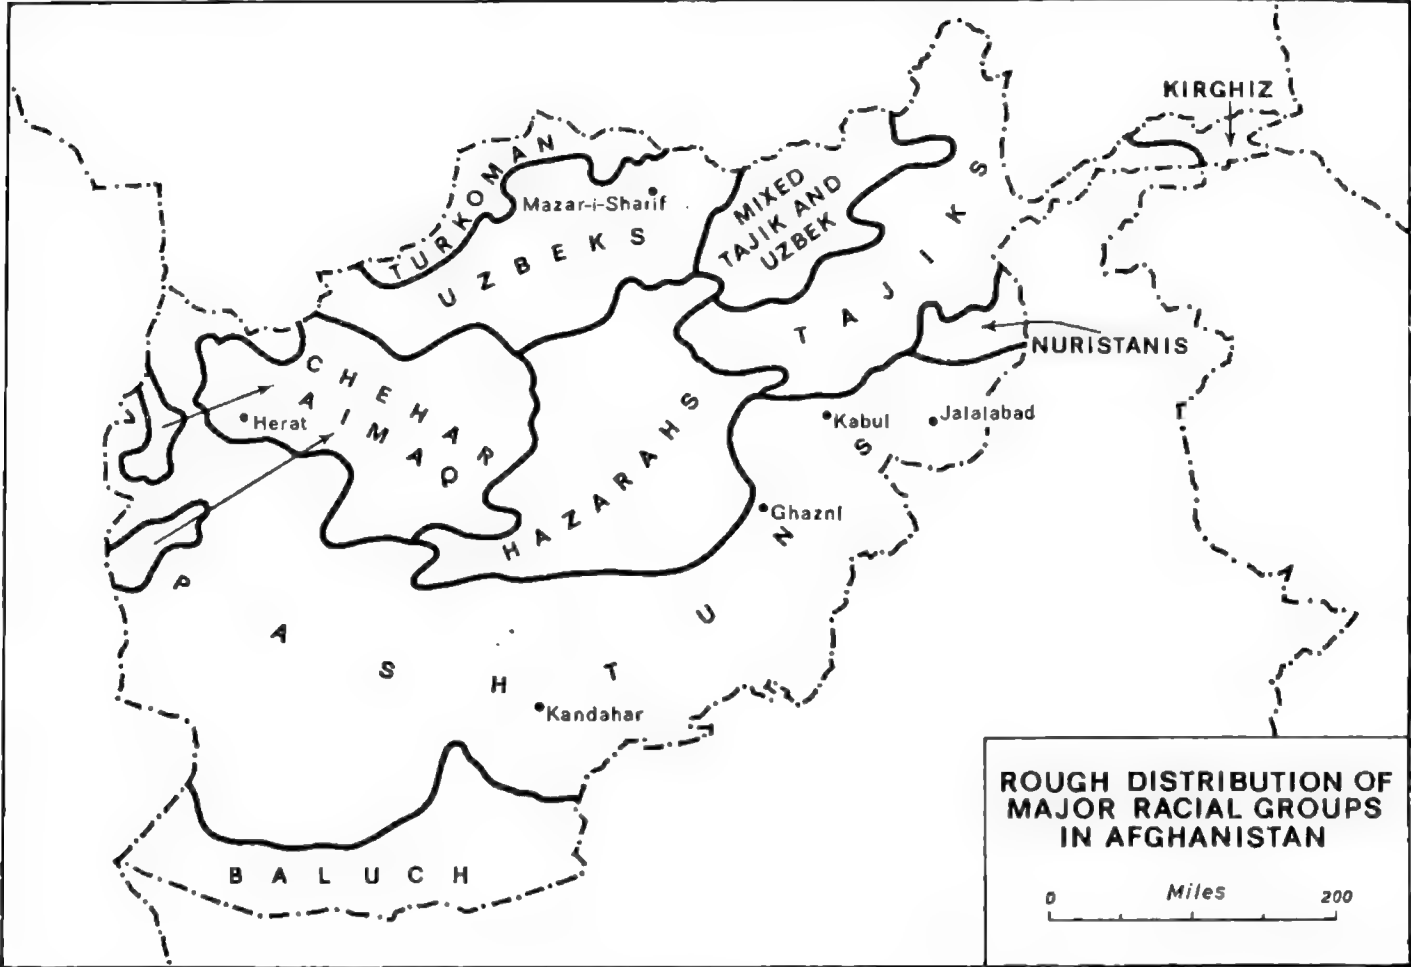 KIRGHIZ
TURKOMAN
Mazar-i-Sharif
UZBEKS
MIXED
TAJIK AND
UZBEK
TAJIKS
NURISTANIS
CHEHAR
AIMAQ
Herat
HAZARAHS
Kabul
Jalalabad
Ghazni
PASHTUNS
Kandahar
BALUCH
ROUGH DISTRIBUTION OF
MAJOR RACIAL GROUPS
IN AFGHANISTAN
Miles
0 200